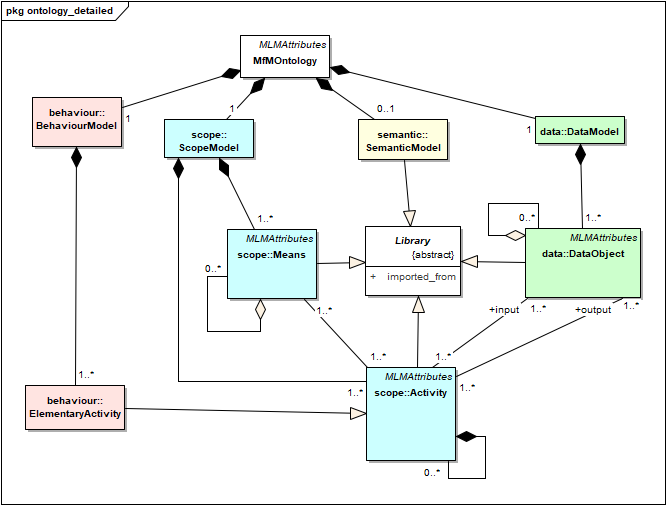 pkg ontology_detailed
MLMAttributes
MfMOntology
behaviour::
BehaviourModel
1
scope::
ScopeModel
1
semantic::
SemanticModel
0..1
data::DataModel
1
1..*
MLMAttributes
scope::Means
0..*
Library
{abstract}
+ imported_from
0..*
1..*
MLMAttributes
data::DataObject
+input
1..*
+output
1..*
1..*
1..*
1..*
1..*
MLMAttributes
scope::Activity
1..*
1..*
behaviour::
ElementaryActivity
0..*